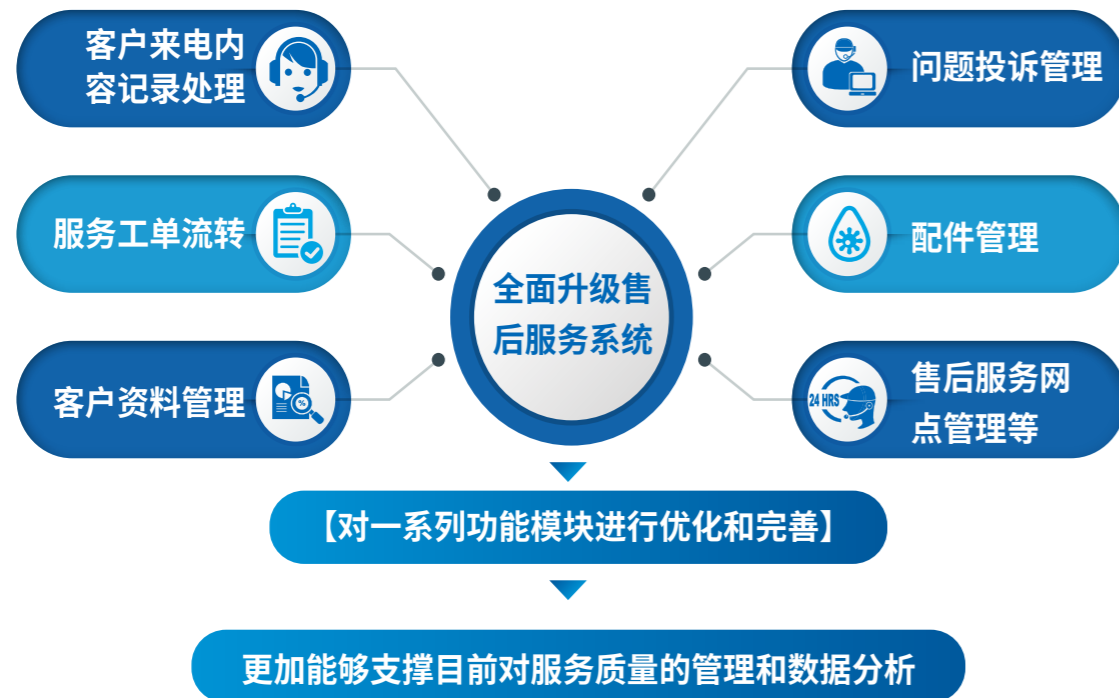 客户来电内
容记录处理
服务工单流转
客户资料管理
全面升级售
后服务系统
问题投诉管理
配件管理
24 HRS
售后服务网
点管理等
【对一系列功能模块进行优化和完善】
更加能够支撑目前对服务质量的管理和数据分析